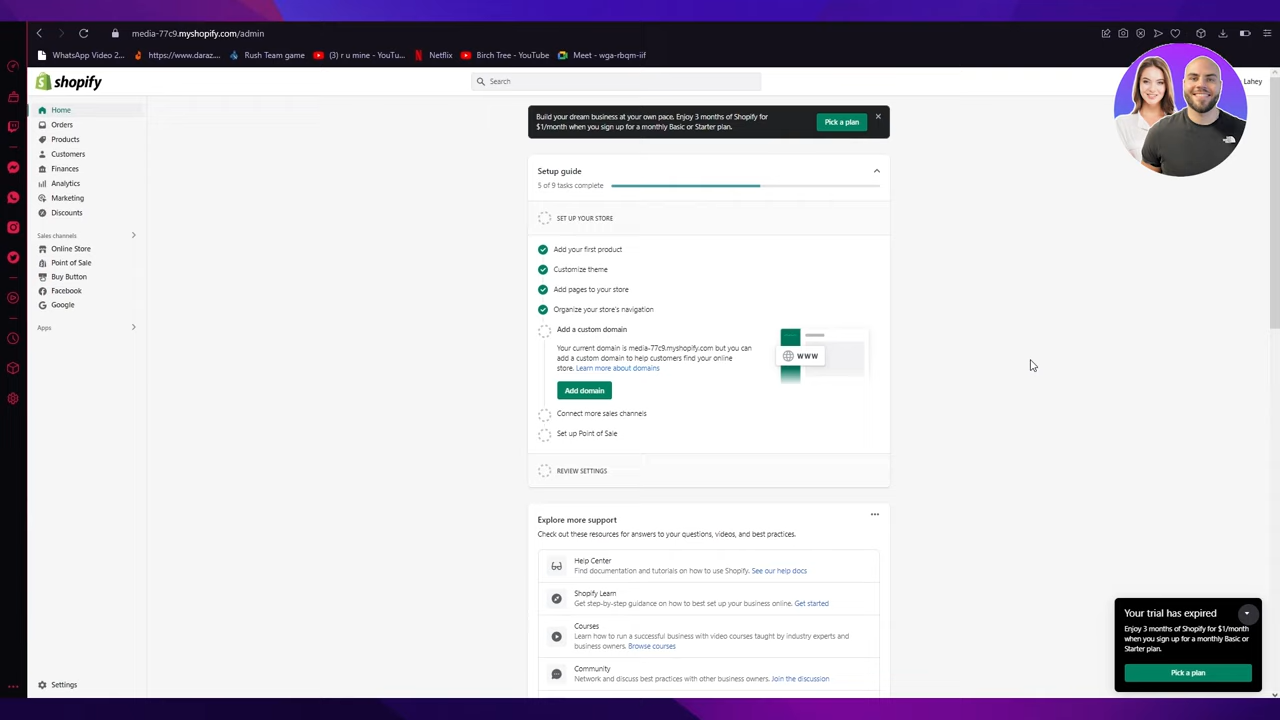 media-77c9.myshopify.com/admin
WhatsApp Video 2... https://www.daraz.... Rush Team game (3) r u mine - YouTu... Netflix Birch Tree - YouTube Meet - wga-rbqm-iif
shopify
Search
Lahey
Home
Orders
Products
Customers
Finances
Analytics
Marketing
Discounts
Sales channels
Online Store
Point of Sale
Buy Button
Facebook
Google
Apps
Settings
Build your dream business at your own pace. Enjoy 3 months of Shopify for
$1/month when you sign up for a monthly Basic or Starter plan.
Pick a plan
Setup guide
5 of 9 tasks complete
SET UP YOUR STORE
Add your first product
Customize theme
Add pages to your store
Organize your store's navigation
Add a custom domain
Your current domain is media-77c9.myshopify.com but you can
add a custom domain to help customers find your online
store. Learn more about domains
WWW
Add domain
Connect more sales channels
Set up Point of Sale
REVIEW SETTINGS
Explore more support
Check out these resources for answers to your questions, videos, and best practices.
Help Center
Find documentation and tutorials on how to use Shopify. See our help docs
Shopify Learn
Get step-by-step guidance on how to best set up your business online. Get started
Courses
Learn how to run a successful business with video courses taught by industry experts and
business owners. Browse courses
Community
Network and discuss best practices with other business owners. Join the discussion
Your trial has expired
Enjoy 3 months of Shopify for $1/month
when you sign up for a monthly Basic or
Starter plan.
Pick a plan